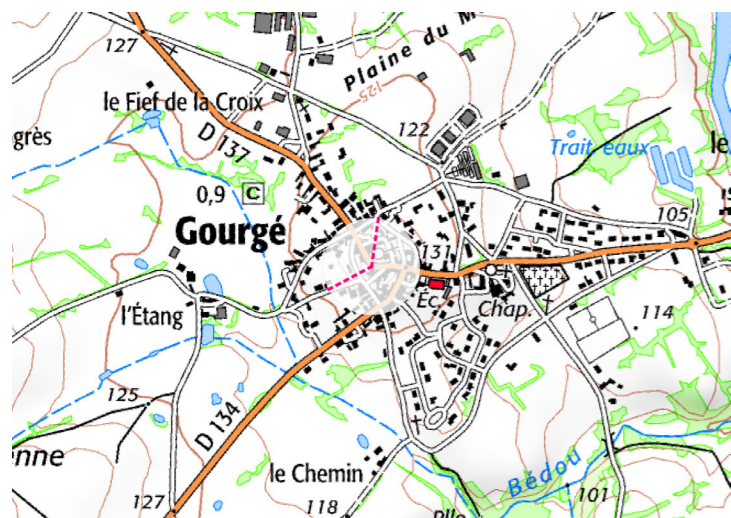 127
Plaine du M
125
le Fief de la Croix
122
grès
D 137
Trait eaux
le
0,9 C
Gourgé
131
105
l'Étang
Éc.
Chap.
114
125
D 134
enne
le Chemin
Bédou
127
118
101